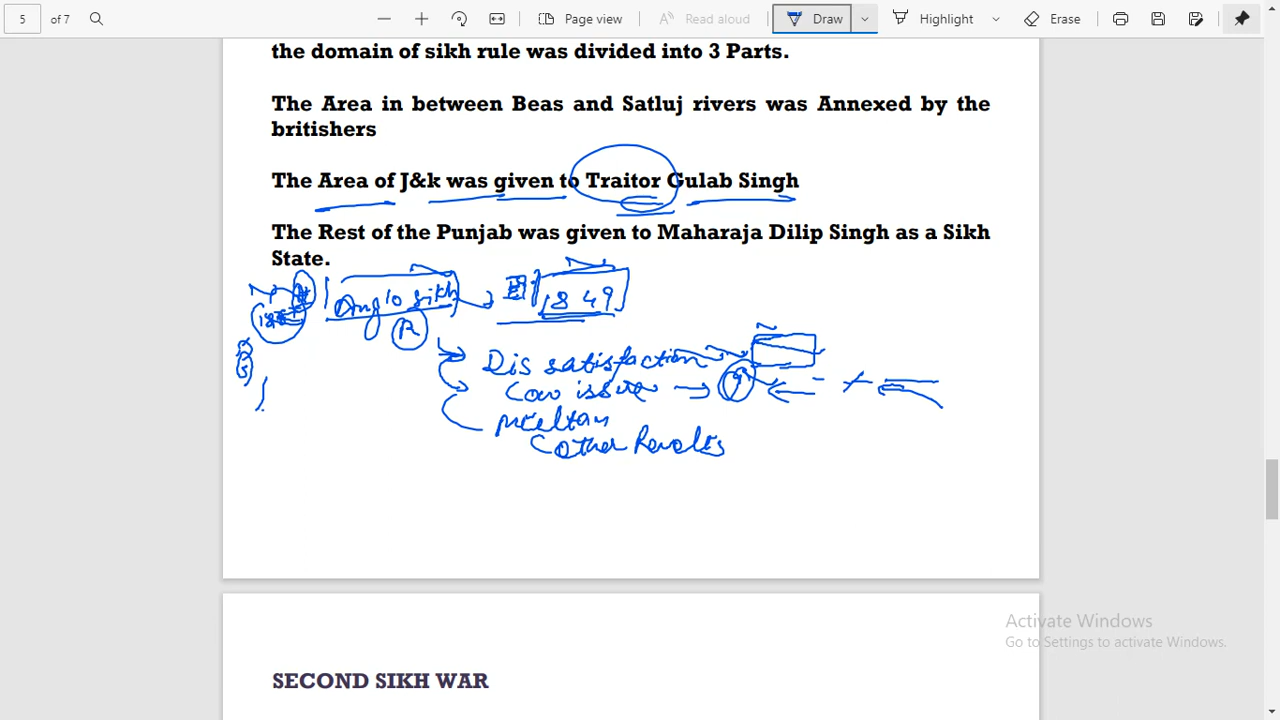 5 of 7 Page view Read aloud Draw Highlight Erase
the domain of sikh rule was divided into 3 Parts.
The Area in between Beas and Satluj rivers was Annexed by the
britishers
The Area of J&k was given to Traitor Gulab Singh
The Rest of the Punjab was given to Maharaja Dilip Singh as a Sikh
State.
Anglo sikh 1849
R
Dis satisfaction
Cow issue
Multan
other Revolts
Activate Windows
Go to Settings to activate Windows.
SECOND SIKH WAR